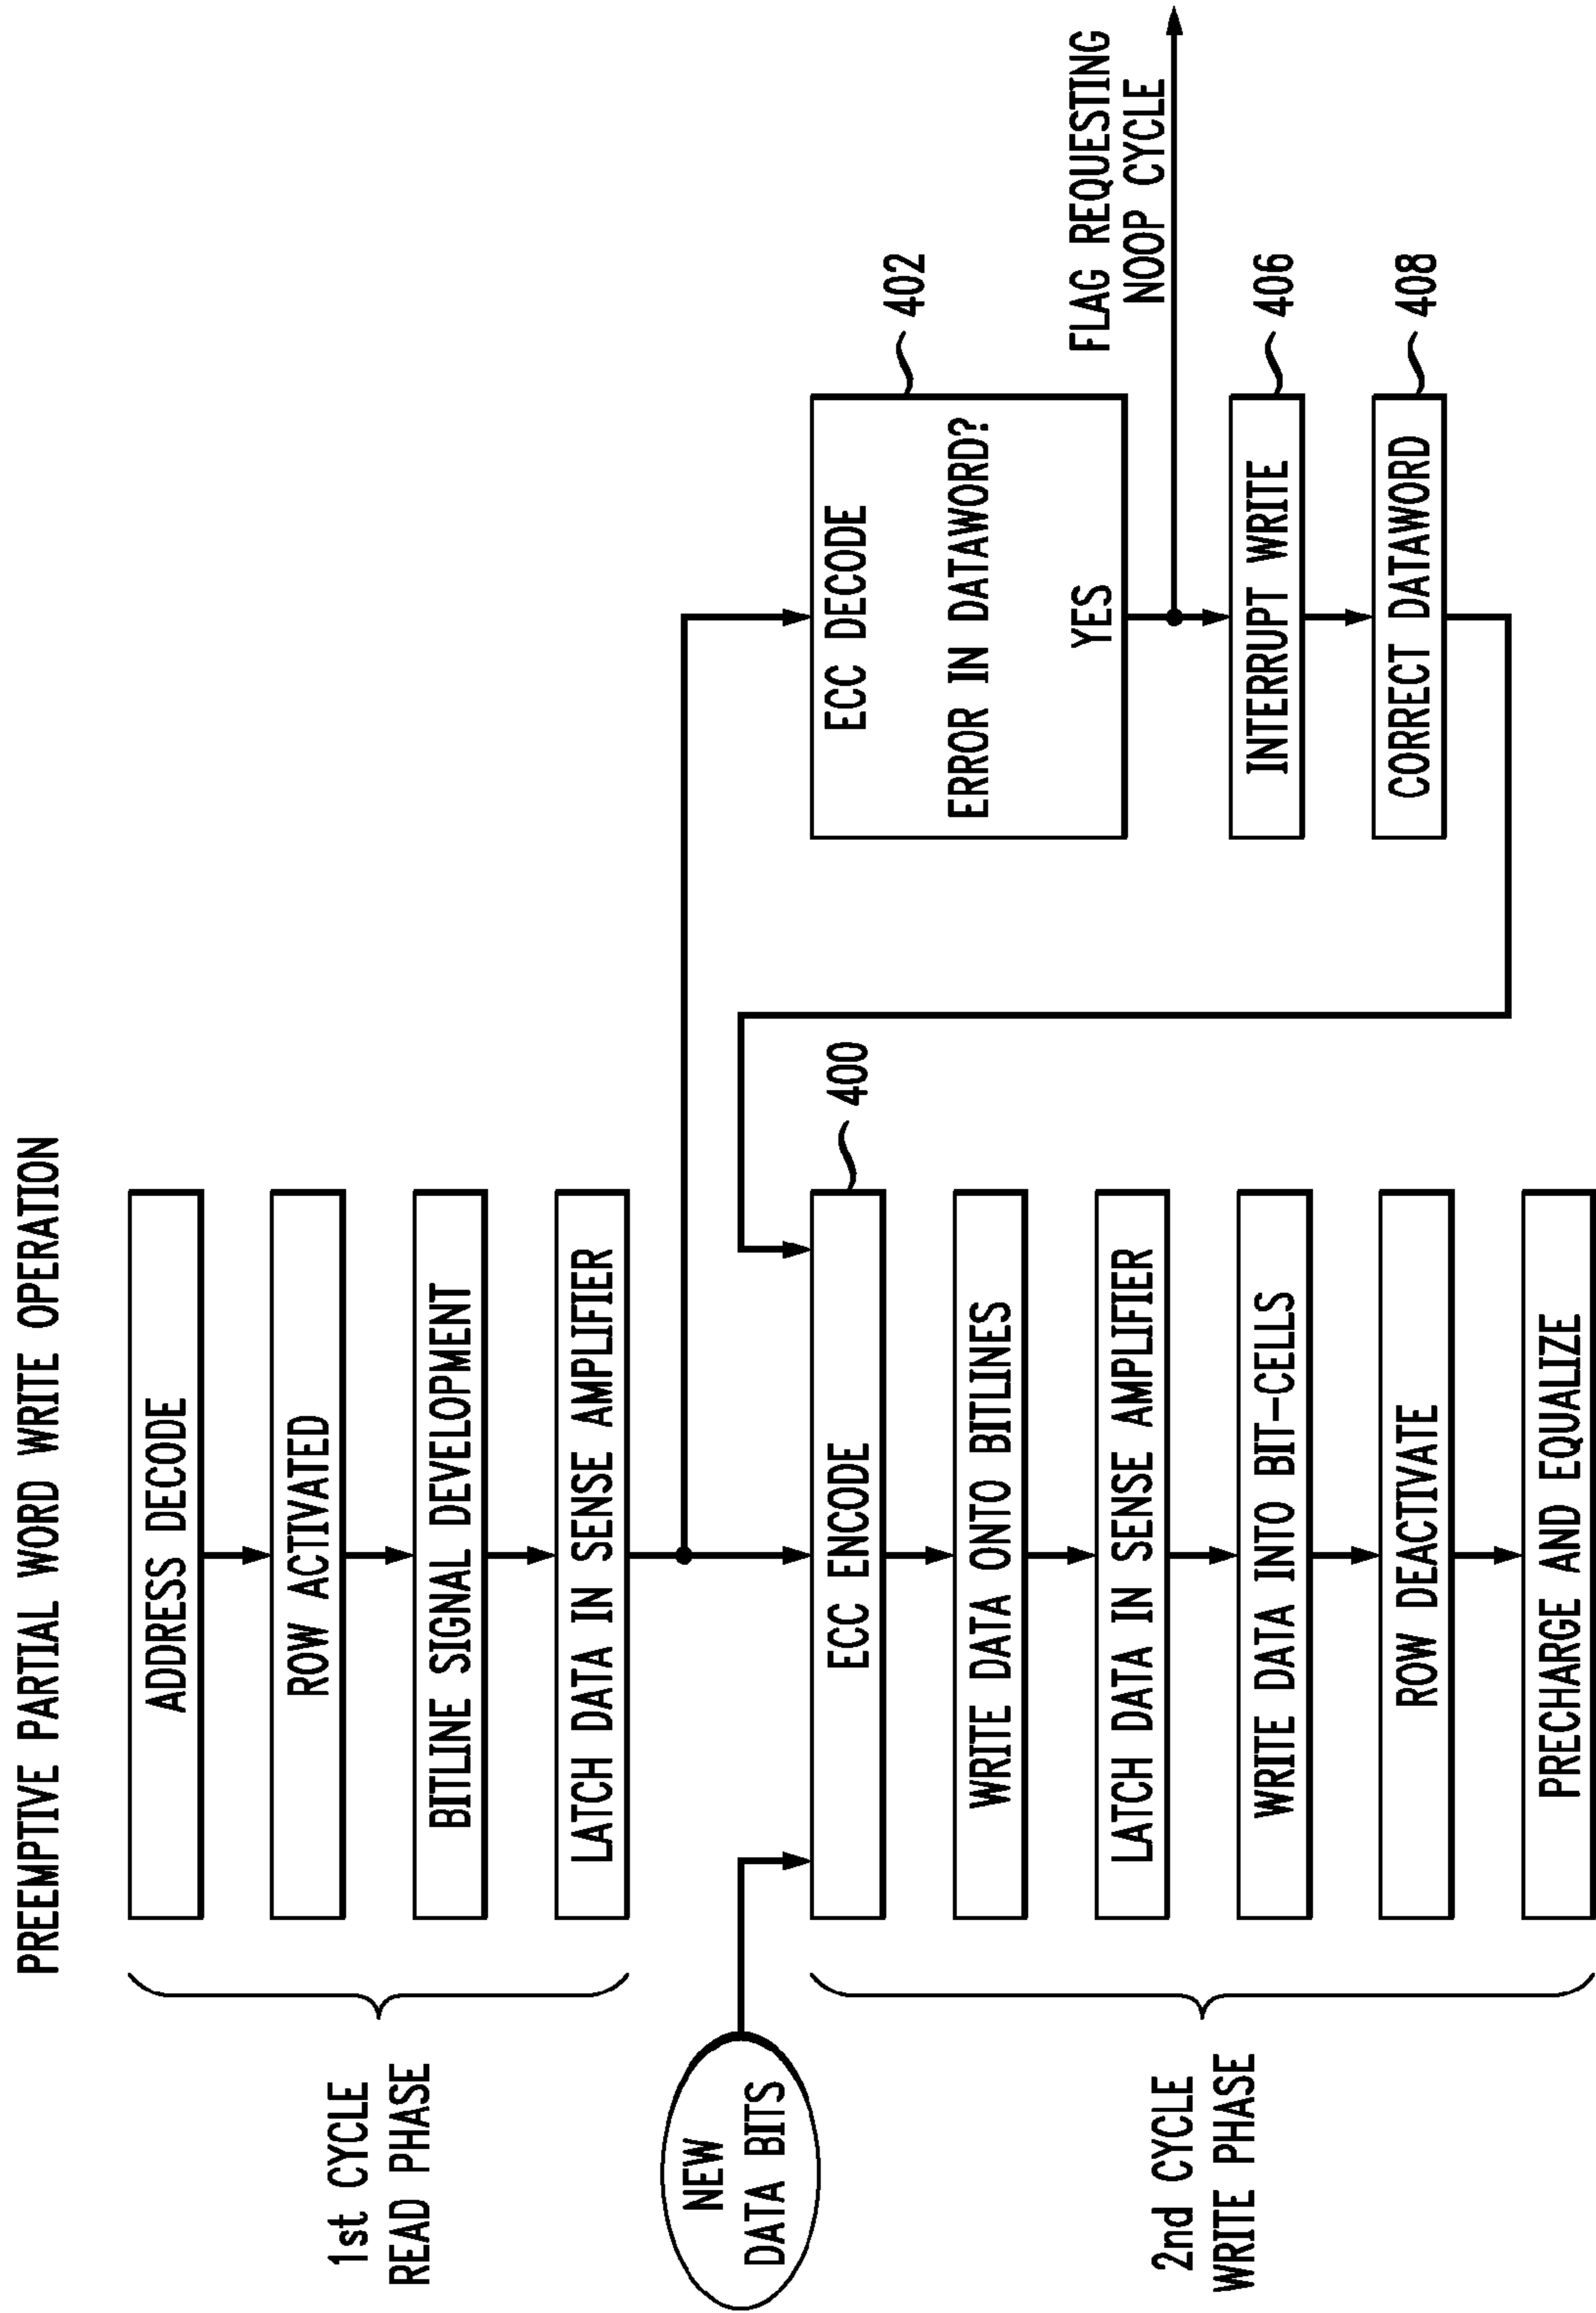 PREEMPTIVE PARTIAL WORD WRITE OPERATION
1st CYCLE
READ PHASE
ADDRESS DECODE
ROW ACTIVATED
BITLINE SIGNAL DEVELOPMENT
LATCH DATA IN SENSE AMPLIFIER
NEW
DATA BITS
2nd CYCLE
WRITE PHASE
ECC ENCODE
400
WRITE DATA ONTO BITLINES
LATCH DATA IN SENSE AMPLIFIER
WRITE DATA INTO BIT-CELLS
ROW DEACTIVATE
PRECHARGE AND EQUALIZE
ECC DECODE
402
ERROR IN DATAWORD?
YES
FLAG REQUESTING
NOOP CYCLE
INTERRUPT WRITE
406
CORRECT DATAWORD
408